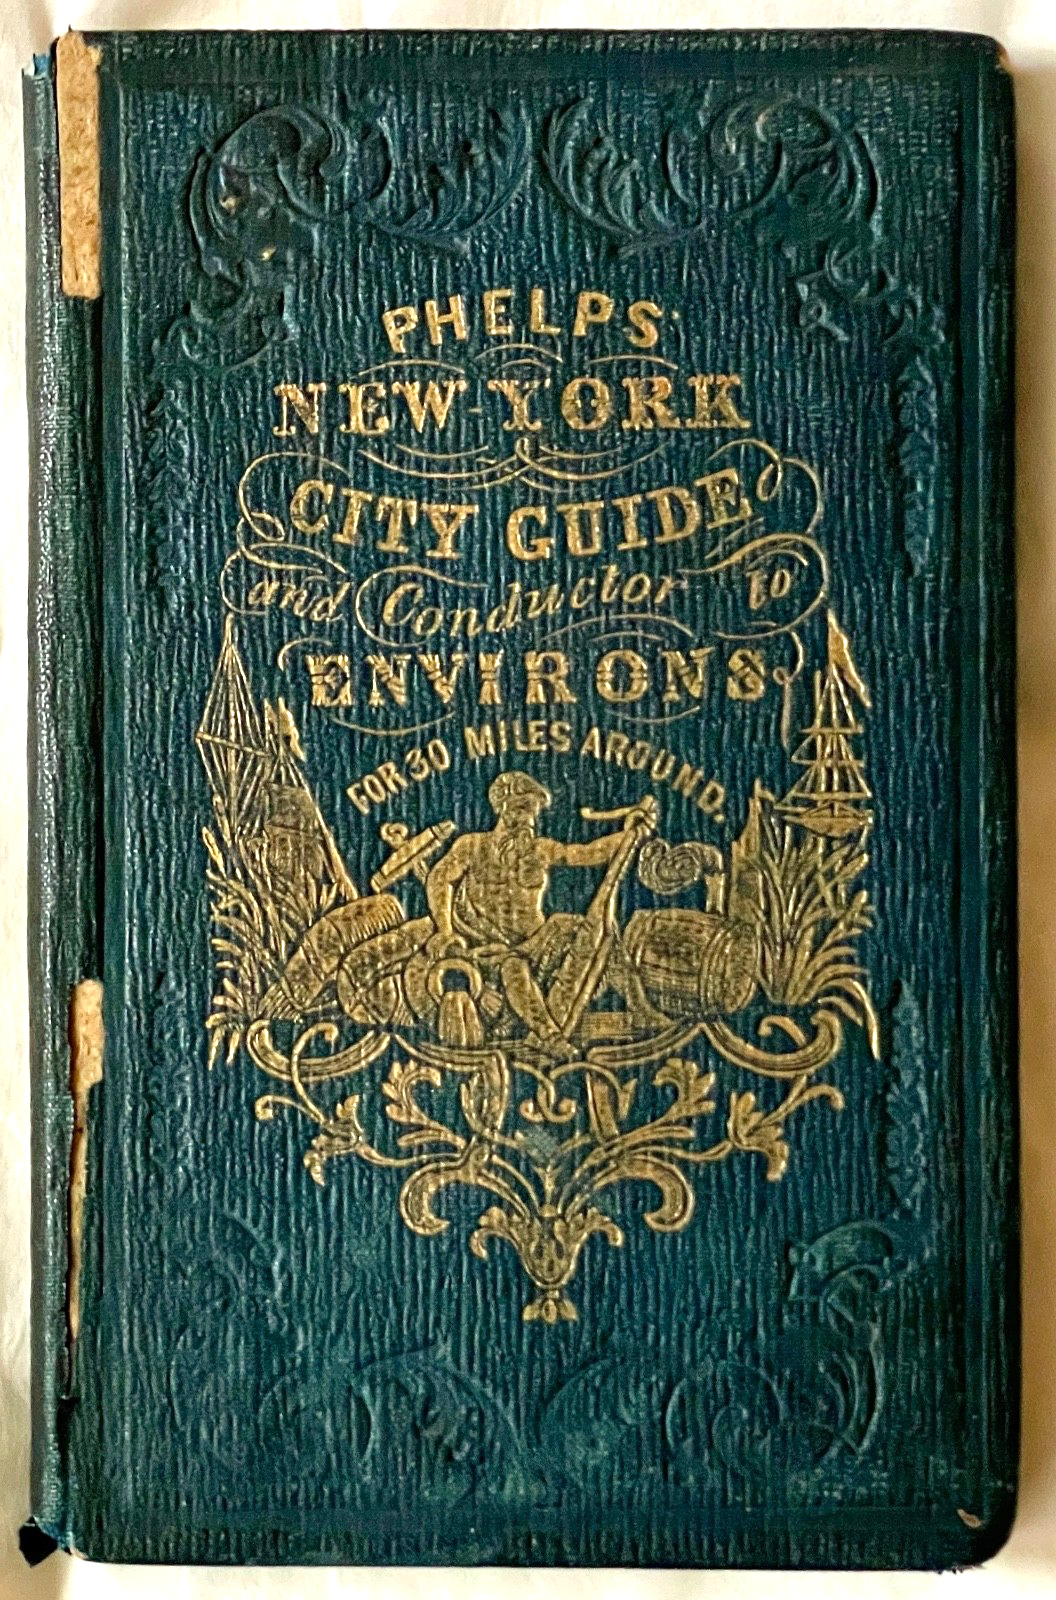 PHELPS'
NEW-YORK
CITY GUIDE
and Conductor to
ENVIRONS
FOR 30 MILES AROUND.